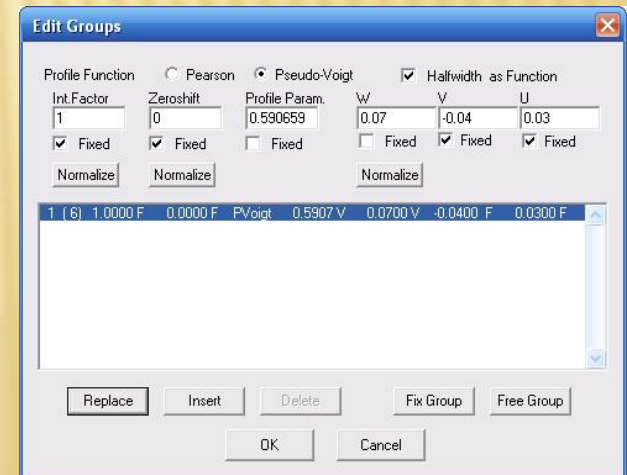 Edit Groups
Profile Function Pearson Pseudo-Voigt Halfwidth as Function
Int.Factor Zeroshift Profile Param. W V U
1 0 0.590659 0.07 -0.04 0.03
Fixed Fixed Fixed Fixed Fixed Fixed
Normalize Normalize Normalize
1 ( 6) 1.0000 F 0.0000 F PVoigt 0.5907 V 0.0700 V -0.0400 F 0.0300 F
Replace Insert Delete Fix Group Free Group
OK Cancel